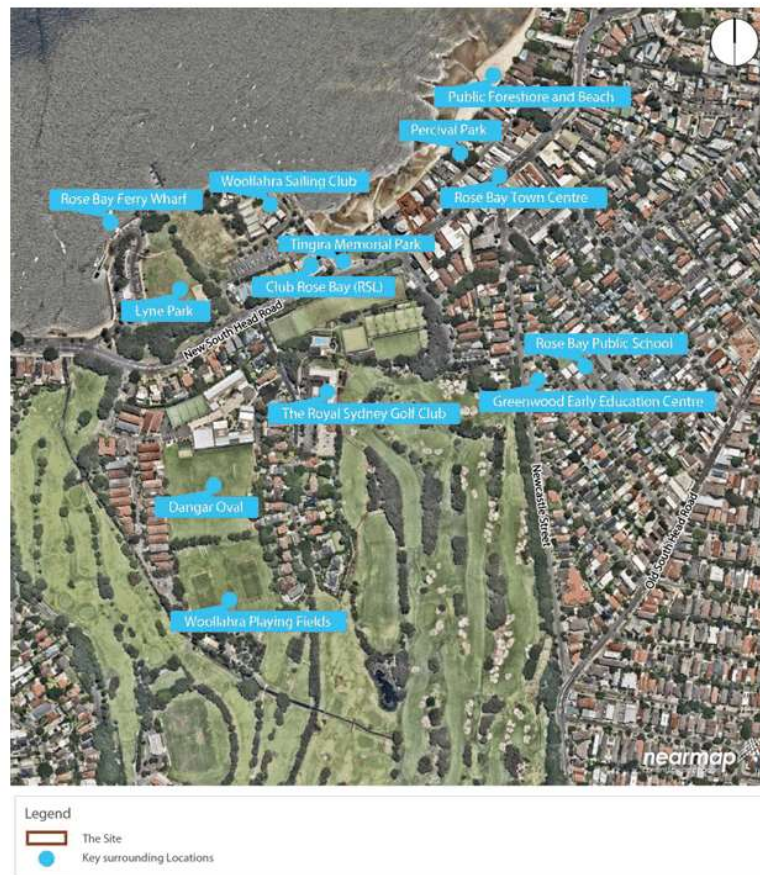 Public Foreshore and Beach
Percival Park
Woollahra Sailing Club
Rose Bay Ferry Wharf
Rose Bay Town Centre
Tingira Memorial Park
Club Rose Bay (RSL)
Lyne Park
New South Head Road
Rose Bay Public School
Greenwood Early Education Centre
The Royal Sydney Golf Club
Newcastle Street
Old South Head Road
Dangar Oval
Woollahra Playing Fields
nearmap
Legend
The Site
Key surrounding Locations